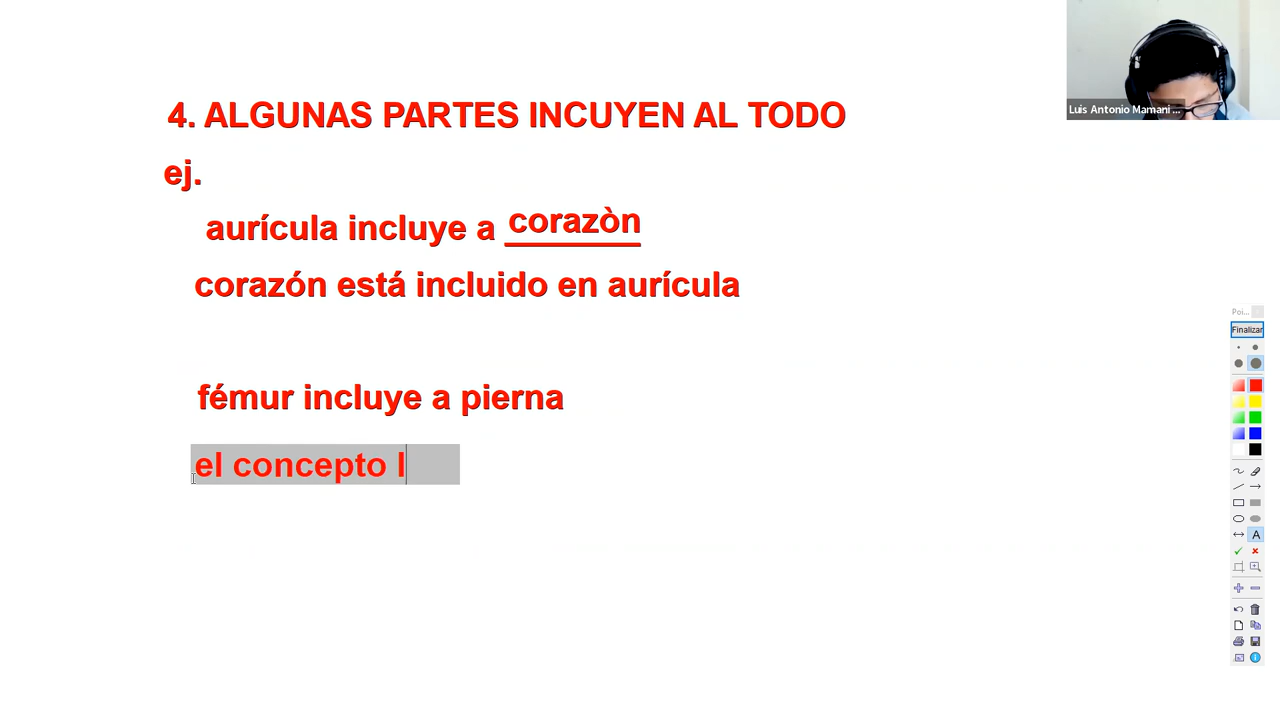 4. ALGUNAS PARTES INCUYEN AL TODO
ej.
aurícula incluye a corazòn
corazón está incluido en aurícula
fémur incluye a pierna
el concepto l
Luis Antonio Mamani ...
Poi...
Finalizar
A